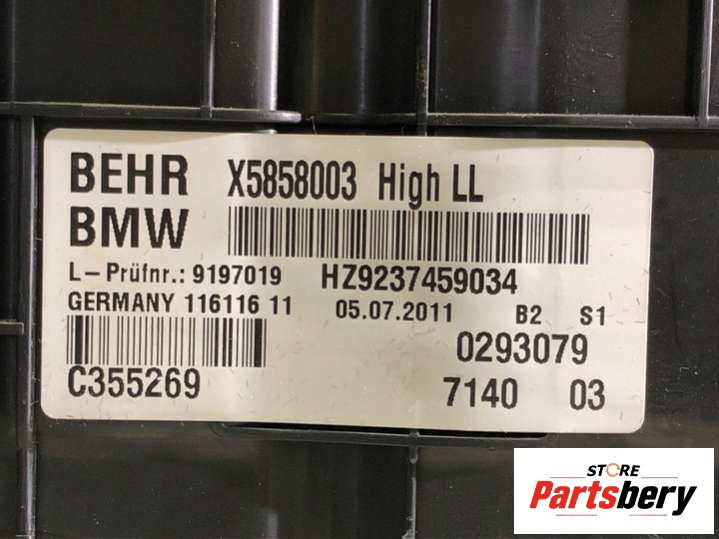 BEHR X5858003 High LL
BMW
L-Prüfnr.: 9197019 HZ9237459034
GERMANY 116116 11 05.07.2011 B2 S1
0293079
C355269 7140 03
STORE
Partsbery